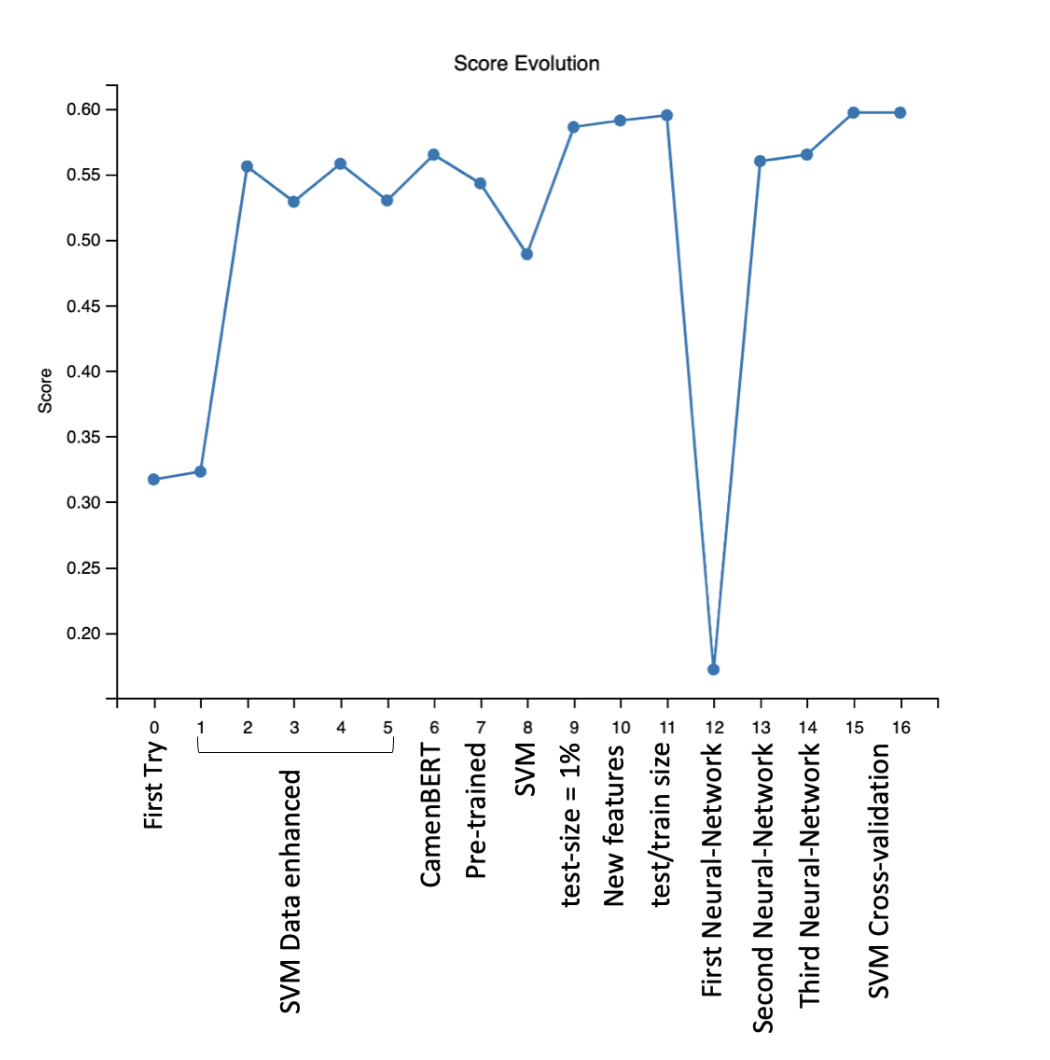 Score Evolution
0.60
0.55
0.50
0.45
0.40
0.35
0.30
0.25
0.20
Score
0 1 2 3 4 5 6 7 8 9 10 11 12 13 14 15 16
First Try
SVM Data enhanced
CamenBERT
Pre-trained
SVM
test-size = 1%
New features
test/train size
First Neural-Network
Second Neural-Network
Third Neural-Network
SVM Cross-validation